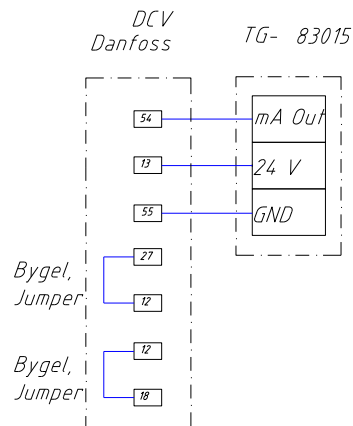 DCV
Danfoss
TG- 83015
54
mA Out
13
24 V
55
GND
27
Bygel,
Jumper
12
12
Bygel,
Jumper
18